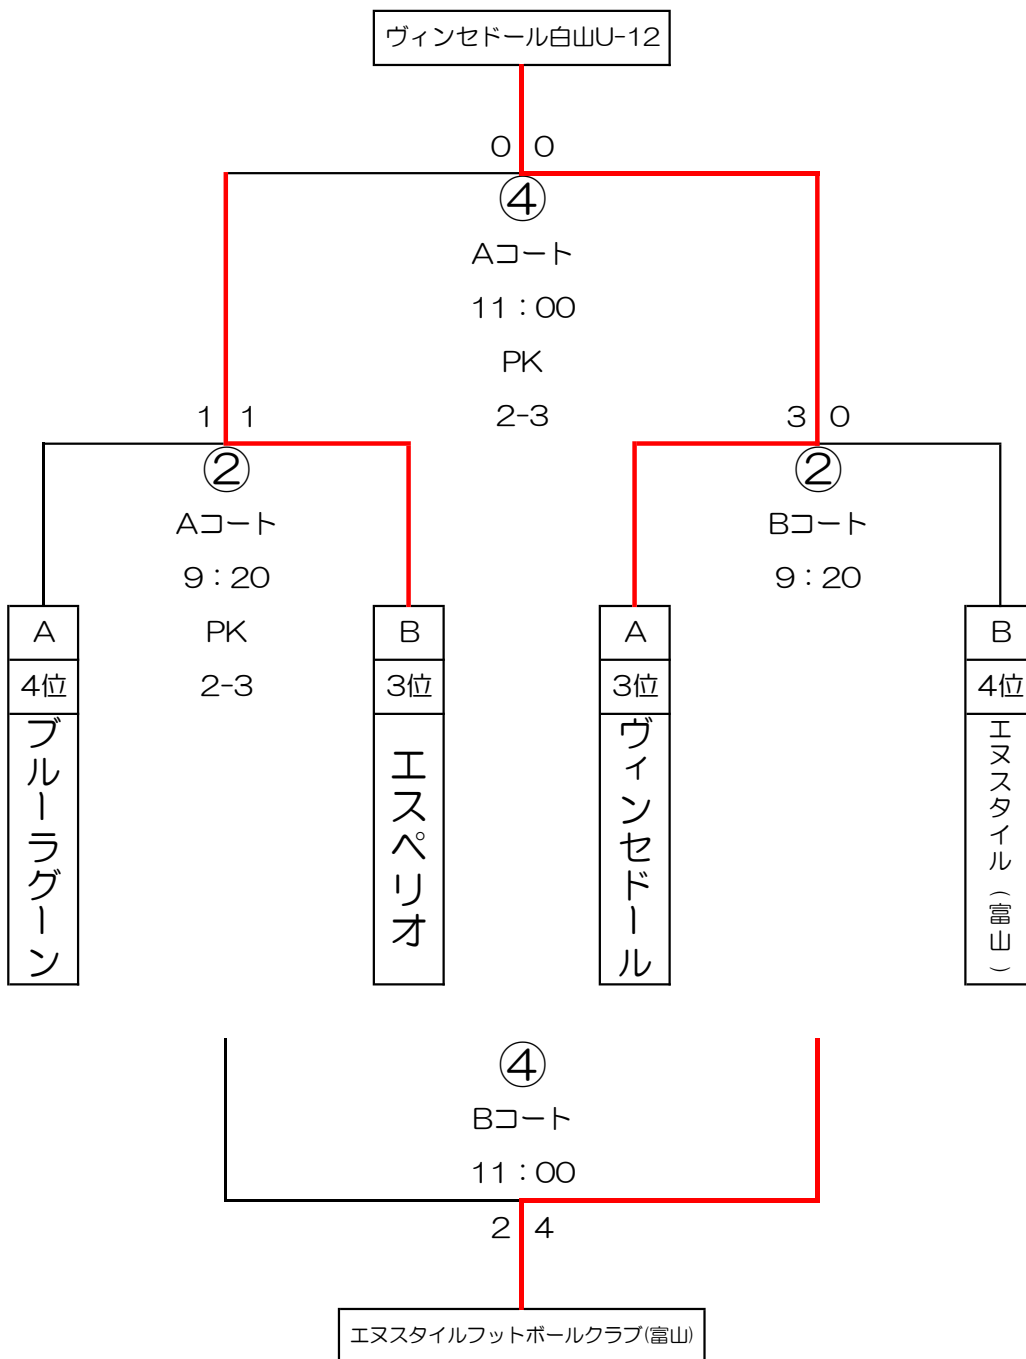 ヴィンセドール白山U-12
0 0
④
Aコート
11：00
PK
2-3
1 1
②
Aコート
9：20
PK
2-3
3 0
②
Bコート
9：20
A
4位
ブルーラグーン
B
3位
エスペリオ
A
3位
ヴィンセドール
B
4位
エヌスタイル（富山）
④
Bコート
11：00
2 4
エヌスタイルフットボールクラブ(富山)